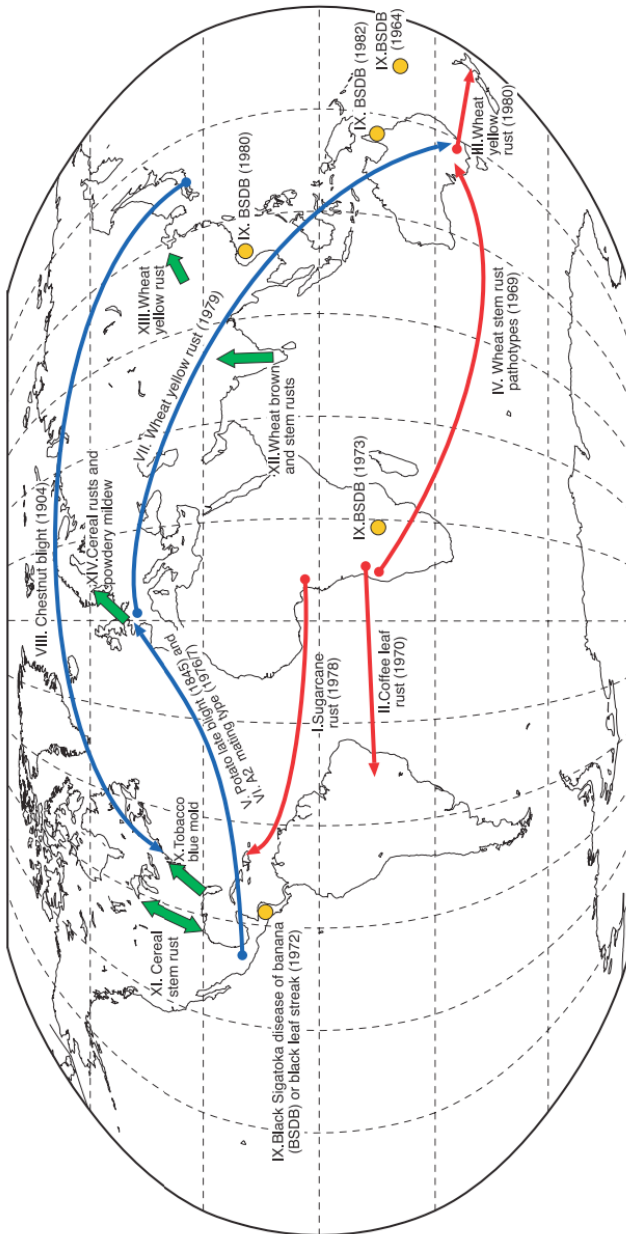 VIII. Chestnut blight (1904)
XIV.Cereal rusts and
powdery mildew
XIII.Wheat
yellow rust
VII. Wheat yellow rust (1979)
XI. Cereal
stem rust
X.Tobacco
blue mold
V. Potato late blight (1845) and
VI. A2 mating type (1976/7)
XII.Wheat brown
and stem rusts
IX. BSDB (1980)
IX. BSDB (1982)
IX.BSDB
(1964)
IX.Black Sigatoka disease of banana
(BSDB) or black leaf streak (1972)
I.Sugarcane
rust (1978)
II.Coffee leaf
rust (1970)
IX.BSDB (1973)
IV. Wheat stem rust
pathotypes (1969)
III.Wheat
yellow
rust (1980)